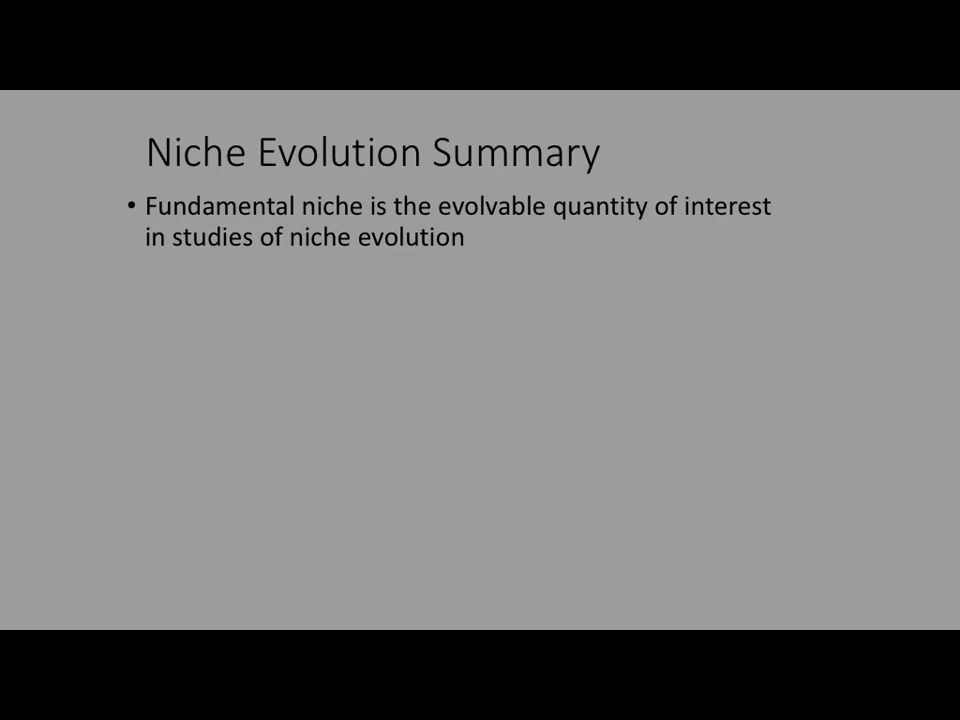 Niche Evolution Summary
• Fundamental niche is the evolvable quantity of interest
in studies of niche evolution